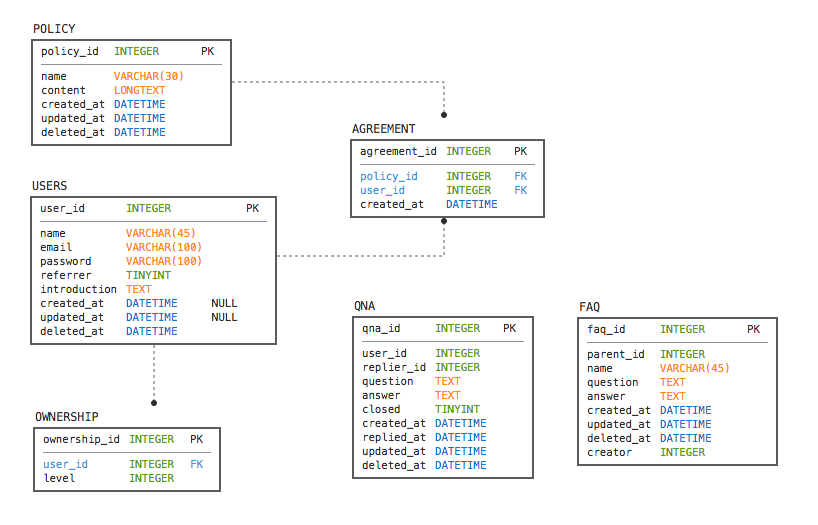 POLICY
policy_id INTEGER PK
name VARCHAR(30)
content LONGTEXT
created_at DATETIME
updated_at DATETIME
deleted_at DATETIME
AGREEMENT
agreement_id INTEGER PK
policy_id INTEGER FK
user_id INTEGER FK
created_at DATETIME
USERS
user_id INTEGER PK
name VARCHAR(45)
email VARCHAR(100)
password VARCHAR(100)
referrer TINYINT
introduction TEXT
created_at DATETIME NULL
updated_at DATETIME NULL
deleted_at DATETIME
QNA
qna_id INTEGER PK
user_id INTEGER
replier_id INTEGER
question TEXT
answer TEXT
closed TINYINT
created_at DATETIME
replied_at DATETIME
updated_at DATETIME
deleted_at DATETIME
FAQ
faq_id INTEGER PK
parent_id INTEGER
name VARCHAR(45)
question TEXT
answer TEXT
created_at DATETIME
updated_at DATETIME
deleted_at DATETIME
creator INTEGER
OWNERSHIP
ownership_id INTEGER PK
user_id INTEGER FK
level INTEGER